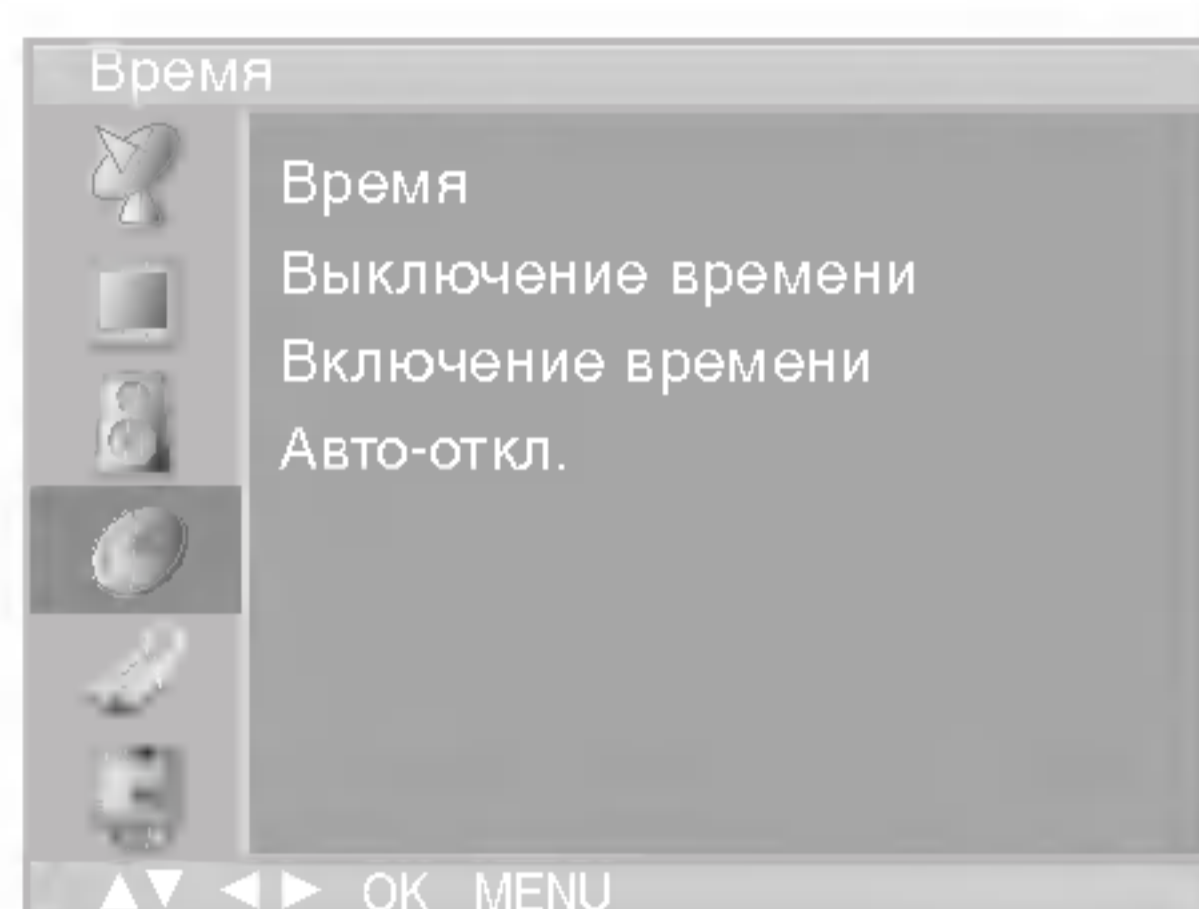 Время
Время
Выключение времени
Включение времени
Авто-откл.
▲▼ ◀ ▶ OK MENU